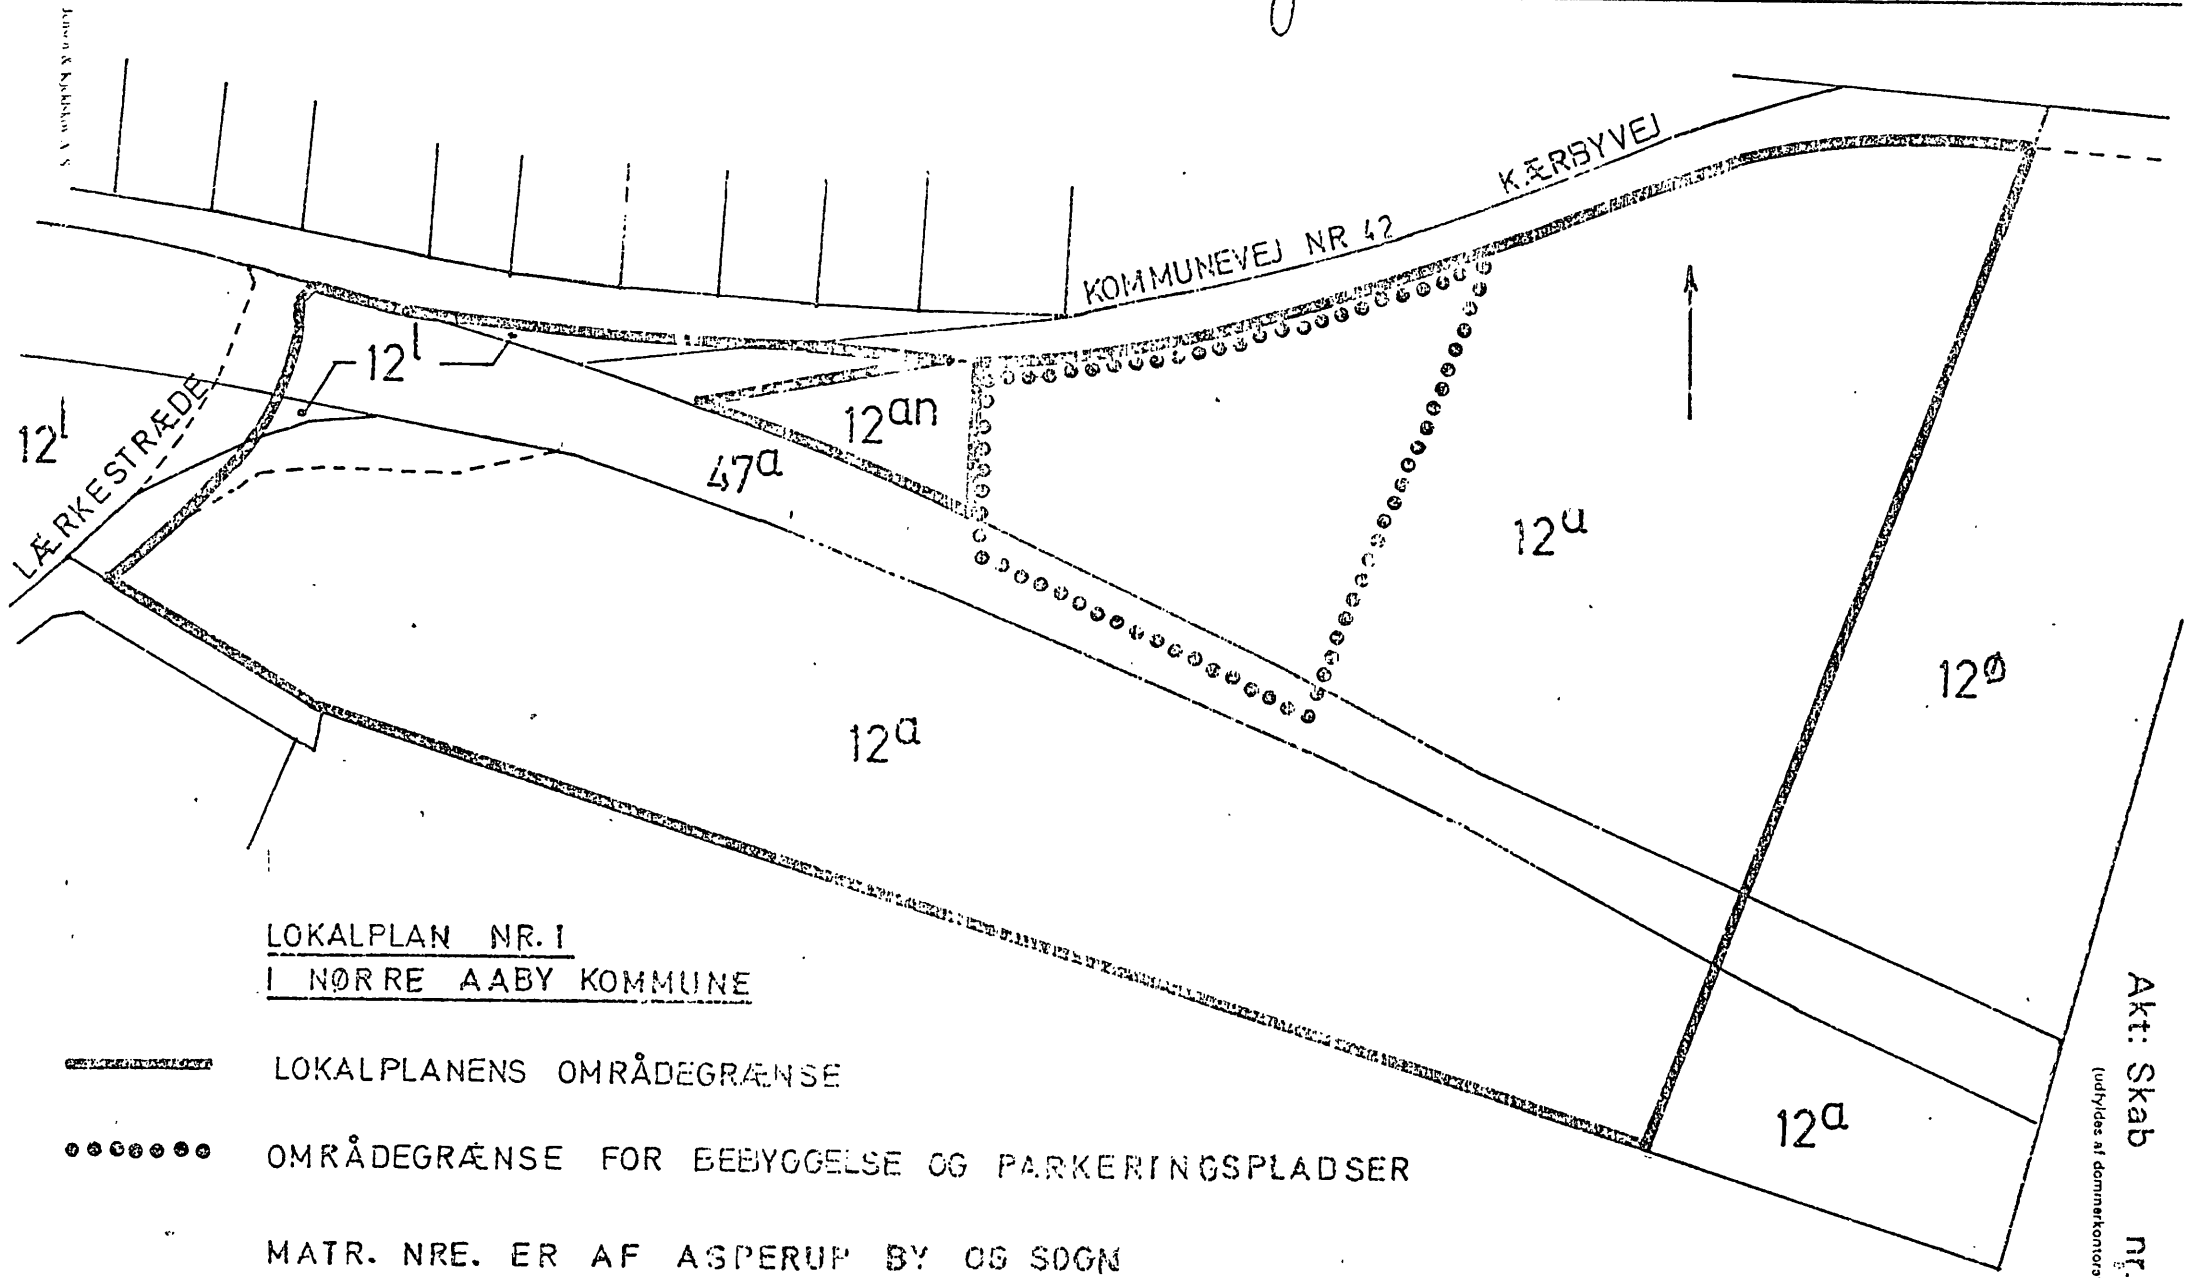 Jensen & Kjeldskov A/S
KÆRBYVEJ
KOMMUNEVEJ NR 42
12l
12l
LÆRKESTRÆDE
12an
47a
12a
12ø
12a
12a
LOKALPLAN NR. I
I NØRRE AABY KOMMUNE
LOKALPLANENS OMRÅDEGRÆNSE
OMRÅDEGRÆNSE FOR BEBYGGELSE OG PARKERINGSPLADSER
MATR. NRE. ER AF ASPERUP BY OG SOGN
Akt: Skab nr.
(udfyldes af dommerkontoret